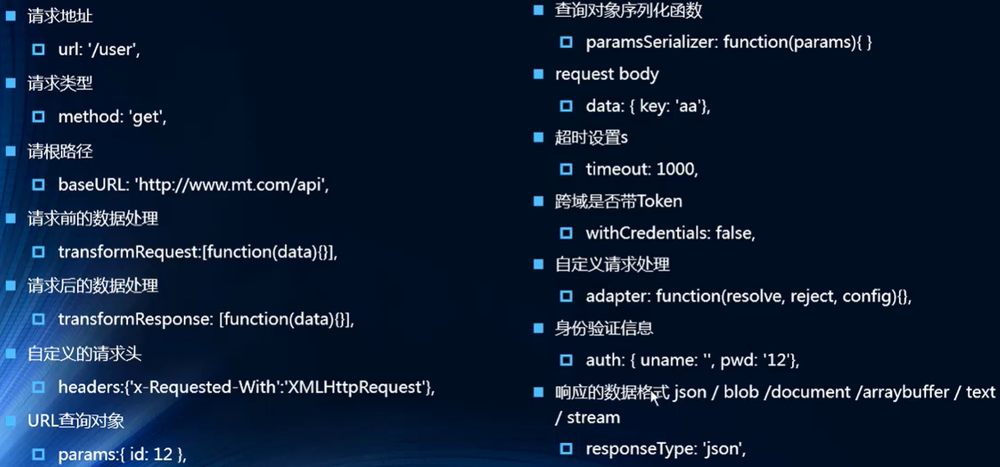 请求地址
url: '/user',
请求类型
method: 'get',
请根路径
baseURL: 'http://www.mt.com/api',
请求前的数据处理
transformRequest:[function(data){}],
请求后的数据处理
transformResponse: [function(data){}],
自定义的请求头
headers:{'x-Requested-With':'XMLHttpRequest'},
URL查询对象
params:{ id: 12 },
查询对象序列化函数
paramsSerializer: function(params){ }
request body
data: { key: 'aa'},
超时设置s
timeout: 1000,
跨域是否带Token
withCredentials: false,
自定义请求处理
adapter: function(resolve, reject, config){},
身份验证信息
auth: { uname: '', pwd: '12'},
响应的数据格式 json / blob /document /arraybuffer / text
/ stream
responseType: 'json',